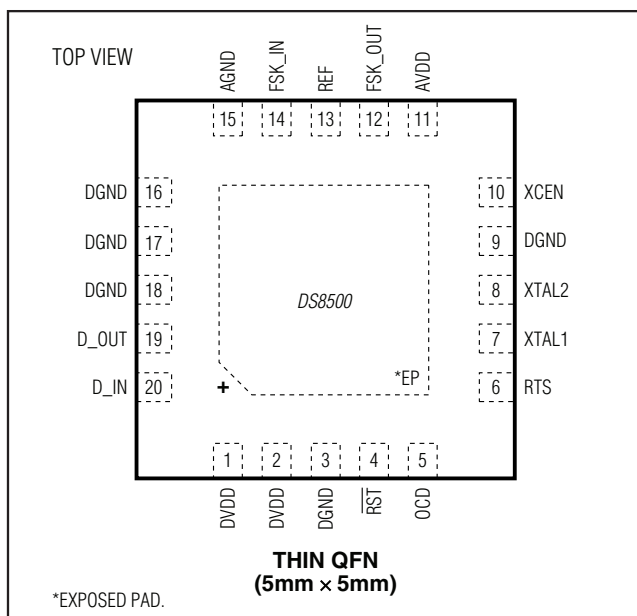 TOP VIEW
AGND
FSK_IN
REF
FSK_OUT
AVDD
15 14 13 12 11
DGND 16 10 XCEN
DGND 17 9 DGND
DGND 18 8 XTAL2
D_OUT 19 7 XTAL1
D_IN 20 6 RTS
DS8500
*EP
+
1 2 3 4 5
DVDD
DVDD
DGND
RST
OCD
THIN QFN
(5mm × 5mm)
*EXPOSED PAD.